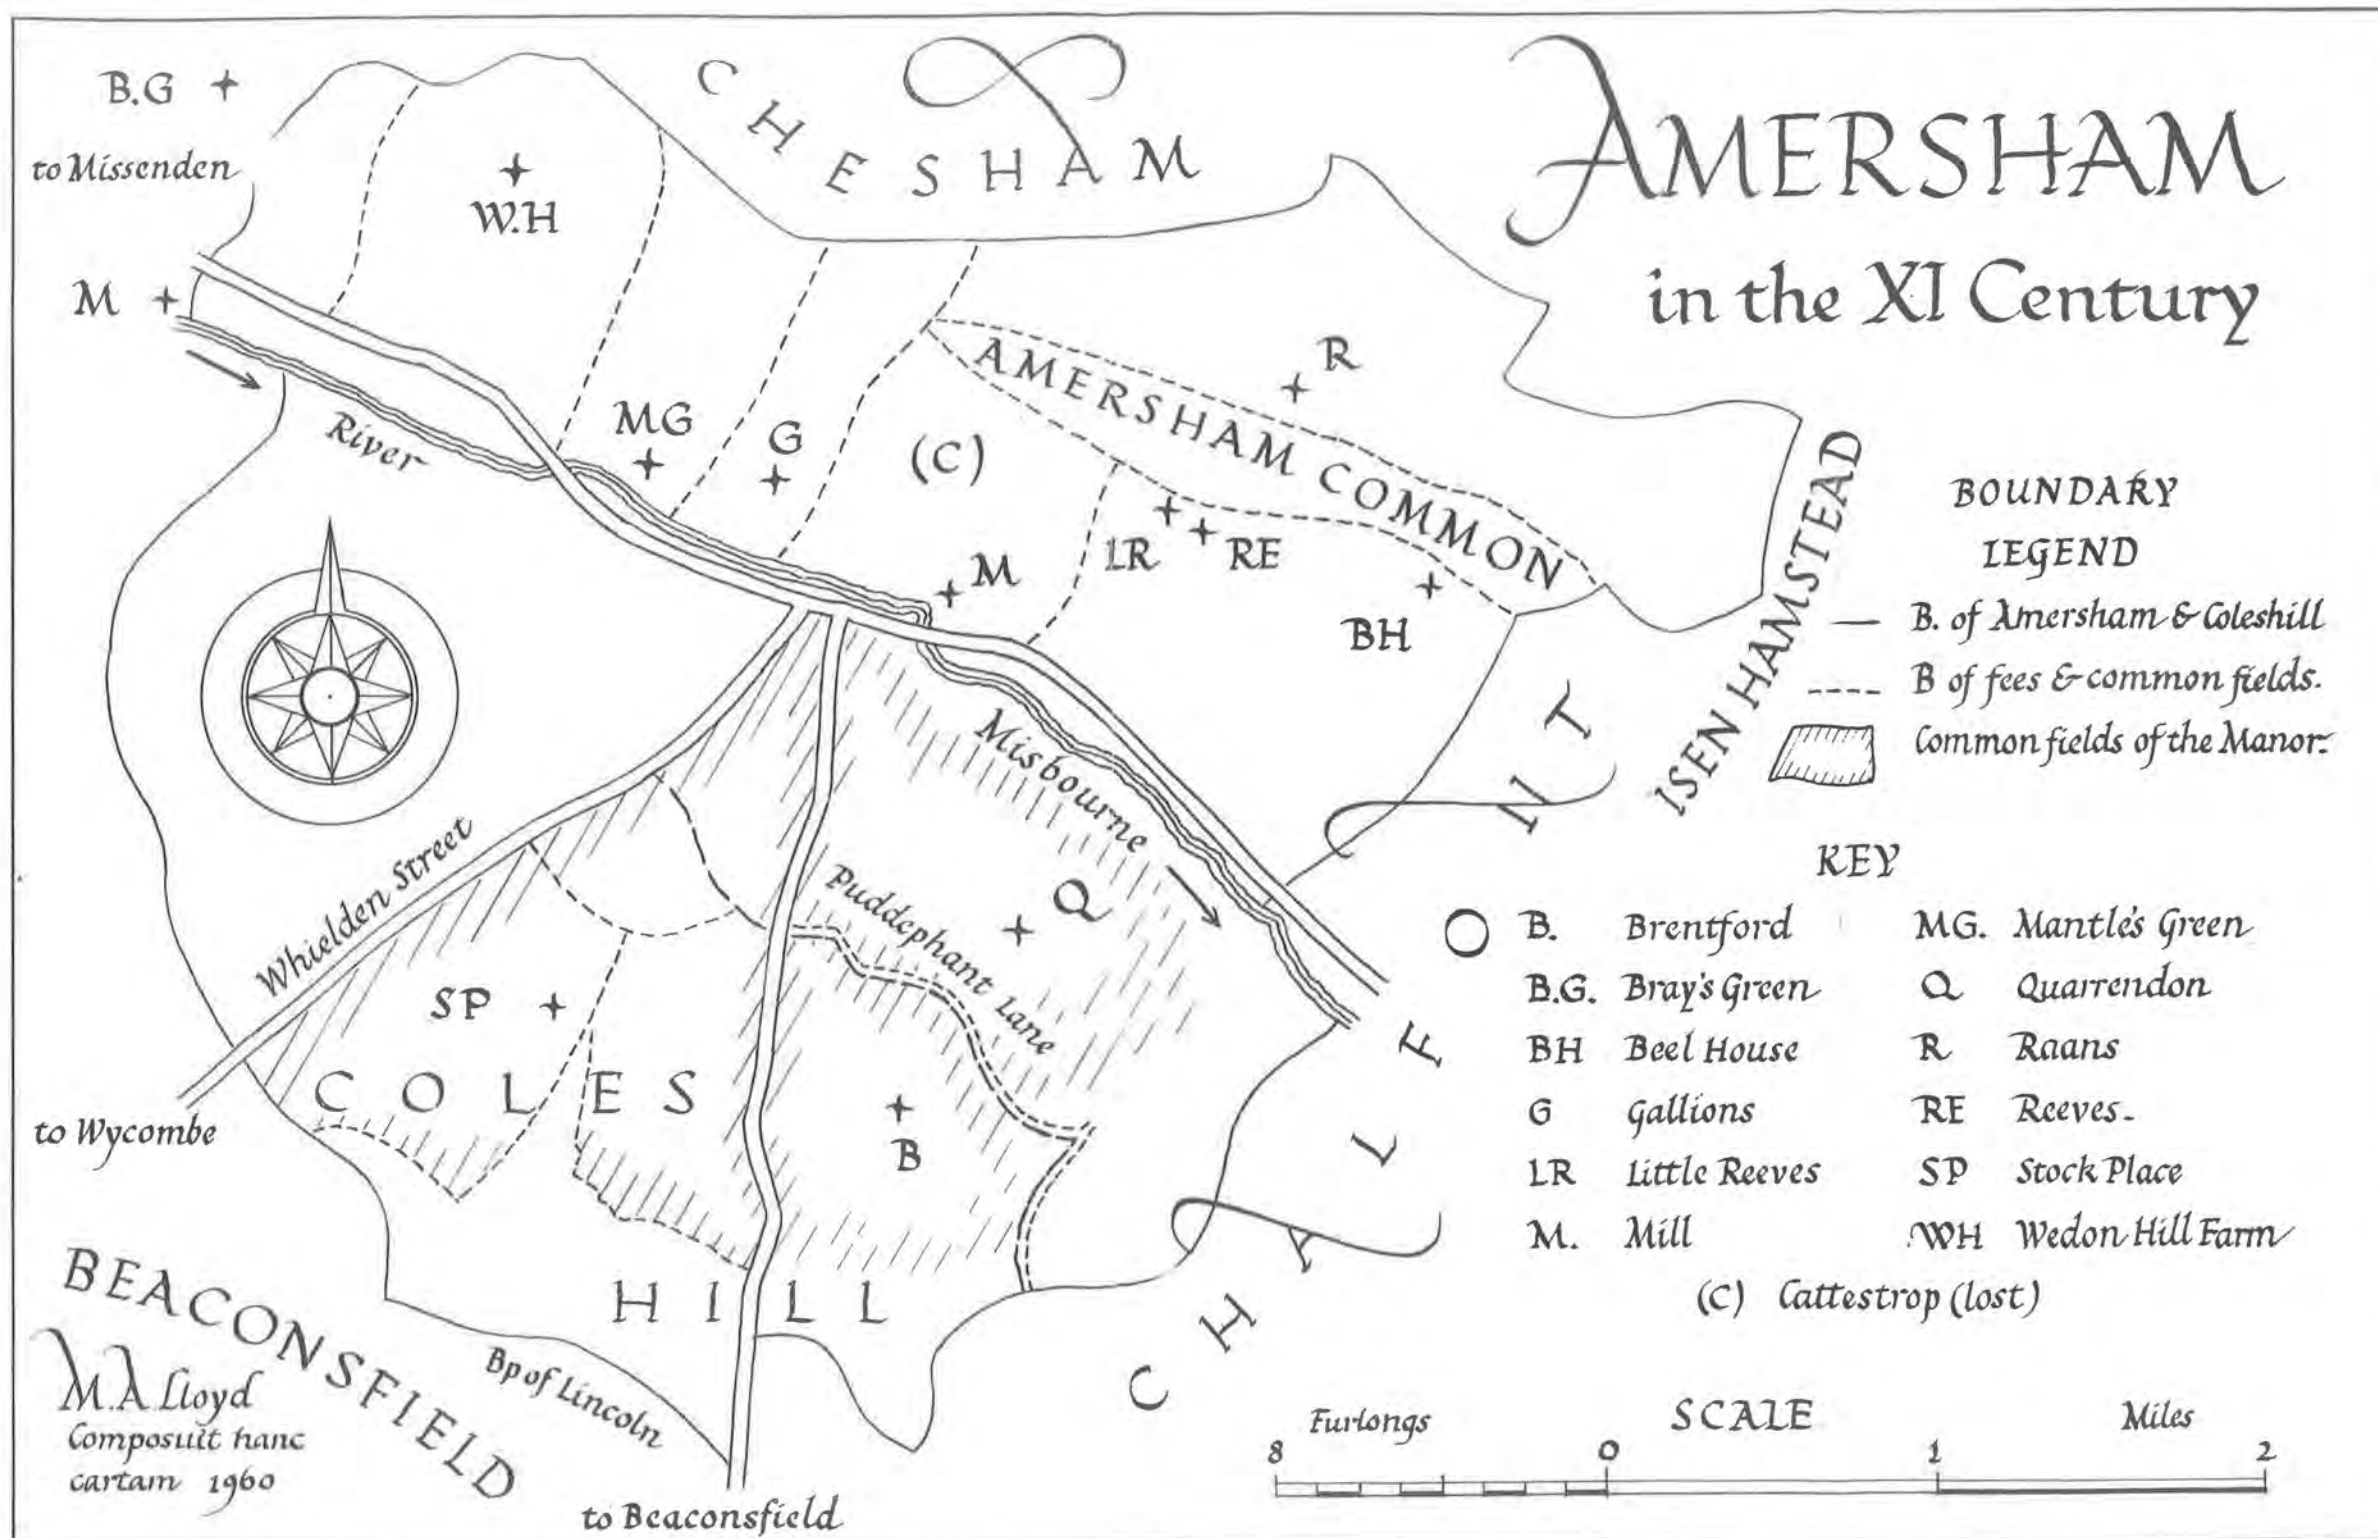 AMERSHAM
in the XI Century
B.G
to Missenden
M
W.H
CHESHAM
River
MG
G
(C)
M
AMERSHAM COMMON
R
LR
RE
BH
ISENHAMSTEAD
CHALFONT
Misbourne
Whielden Street
Puddephant Lane
Q
SP
B
COLES
HILL
to Wycombe
BEACONSFIELD
Bp of Lincoln
to Beaconsfield
BOUNDARY
LEGEND
B. of Amersham & Coleshill
B of fees & common fields.
Common fields of the Manor.
KEY
B. Brentford
B.G. Bray's Green
BH Beel House
G Gallions
LR Little Reeves
M. Mill
MG. Mantle's Green
Q Quarrendon
R Raans
RE Reeves.
SP Stock Place
WH Wedon Hill Farm
(C) Cattestrop (lost)
SCALE
Furlongs
Miles
8 0 1 2
M.A Lloyd
Composuit hanc
cartam 1960